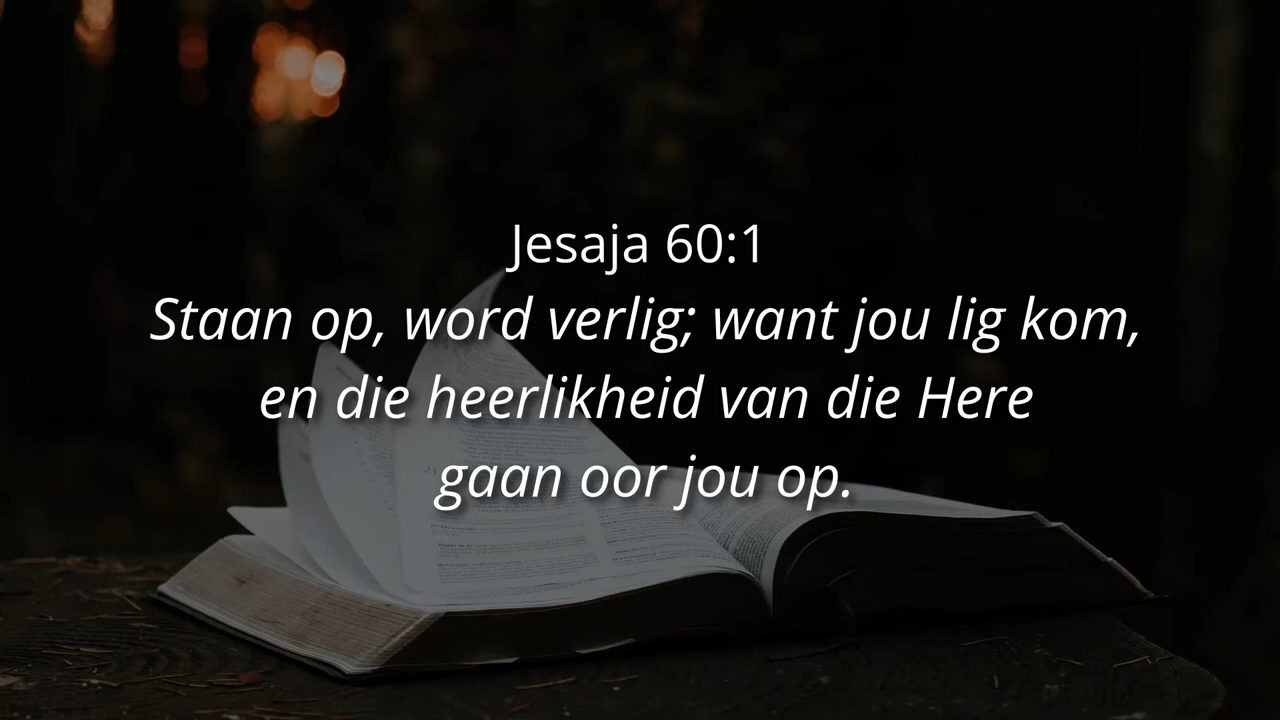 Jesaja 60:1
Staan op, word verlig; want jou lig kom,
en die heerlikheid van die Here
gaan oor jou op.